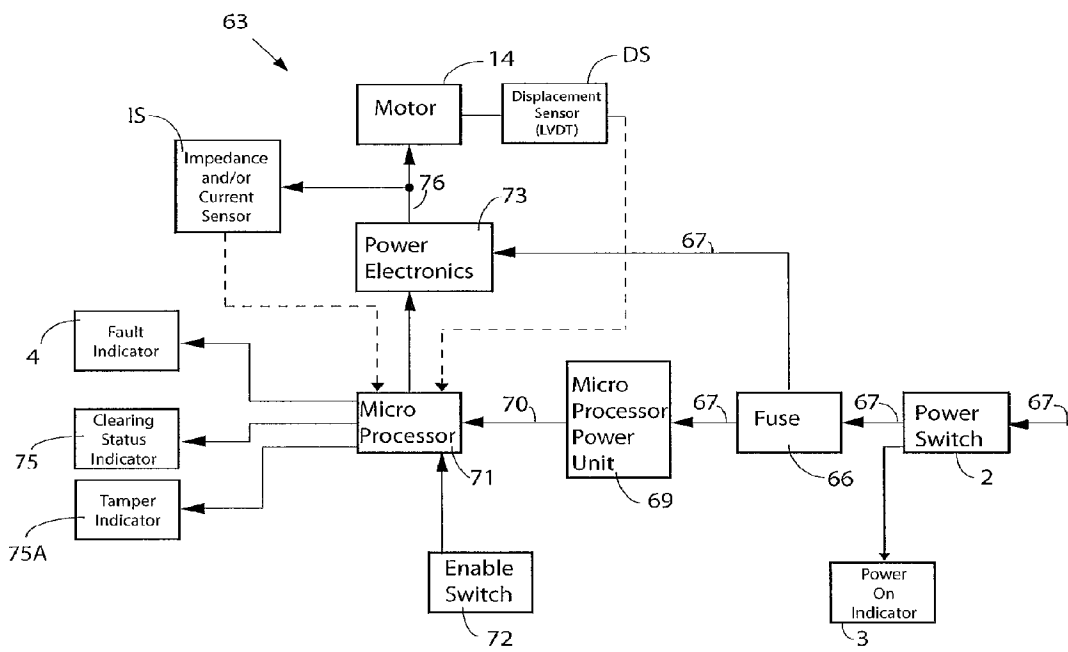 63
14
DS
Motor
Displacement
Sensor
(LVDT)
IS
Impedance
and/or
Current
Sensor
76
73
Power
Electronics
67
Fault
Indicator
4
Clearing
Status
Indicator
75
Tamper
Indicator
75A
Micro
Processor
71
70
Micro
Processor
Power
Unit
69
67
Fuse
66
67
Power
Switch
2
67
Enable
Switch
72
Power
On
Indicator
3